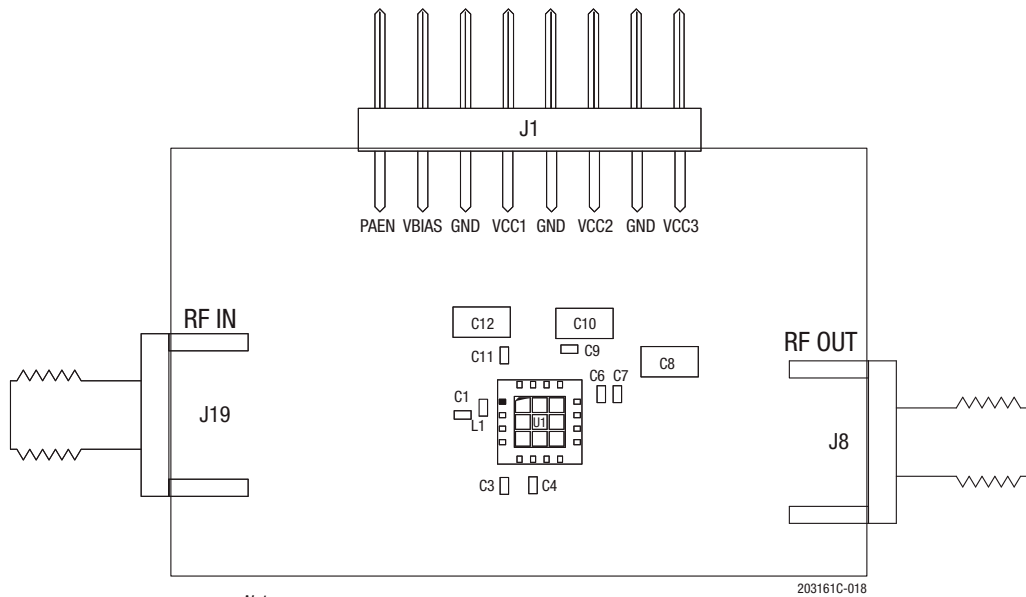 J1
PAEN VBIAS GND VCC1 GND VCC2 GND VCC3
RF IN
C12
C10
C11
C9
RF OUT
C8
C6 C7
C1
L1
U1
J19
J8
C3
C4
203161C-018